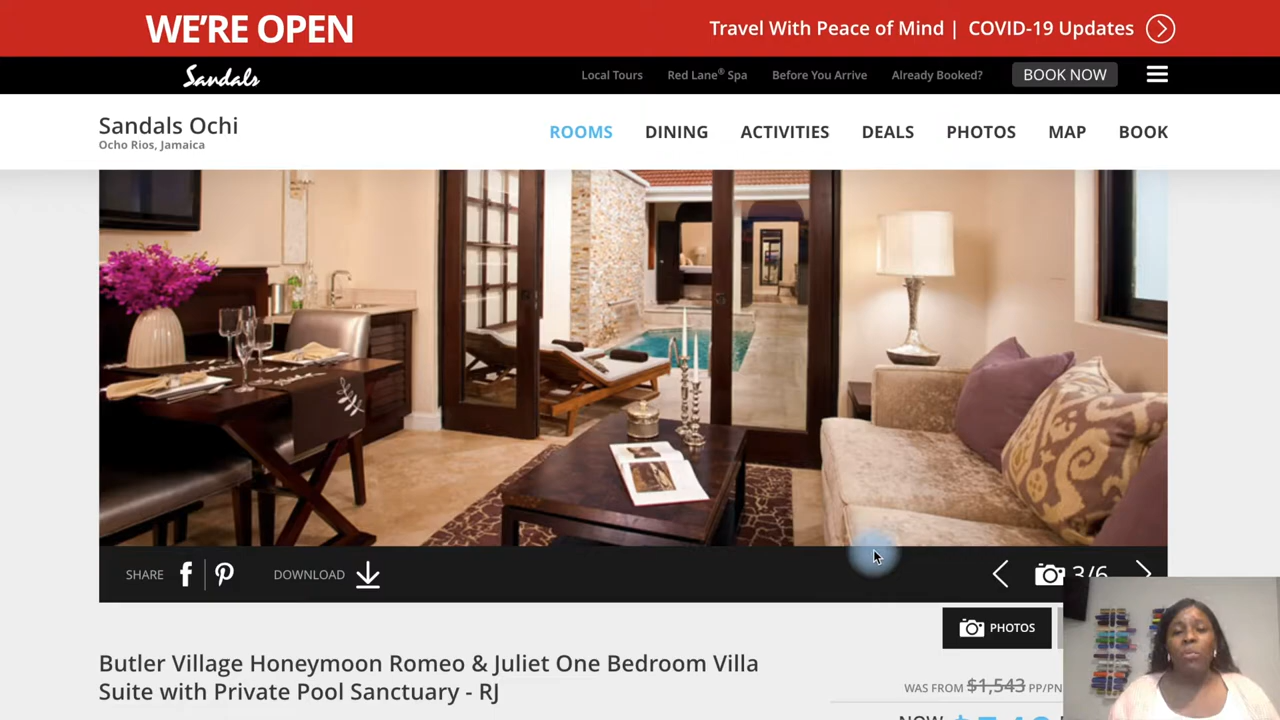 WE'RE OPEN
Travel With Peace of Mind | COVID-19 Updates
Sandals
Local Tours Red Lane® Spa Before You Arrive Already Booked? BOOK NOW
Sandals Ochi
Ocho Rios, Jamaica
ROOMS DINING ACTIVITIES DEALS PHOTOS MAP BOOK
SHARE DOWNLOAD 3/6
PHOTOS
Butler Village Honeymoon Romeo & Juliet One Bedroom Villa
Suite with Private Pool Sanctuary - RJ
WAS FROM $1,543 PP/PN
NOW